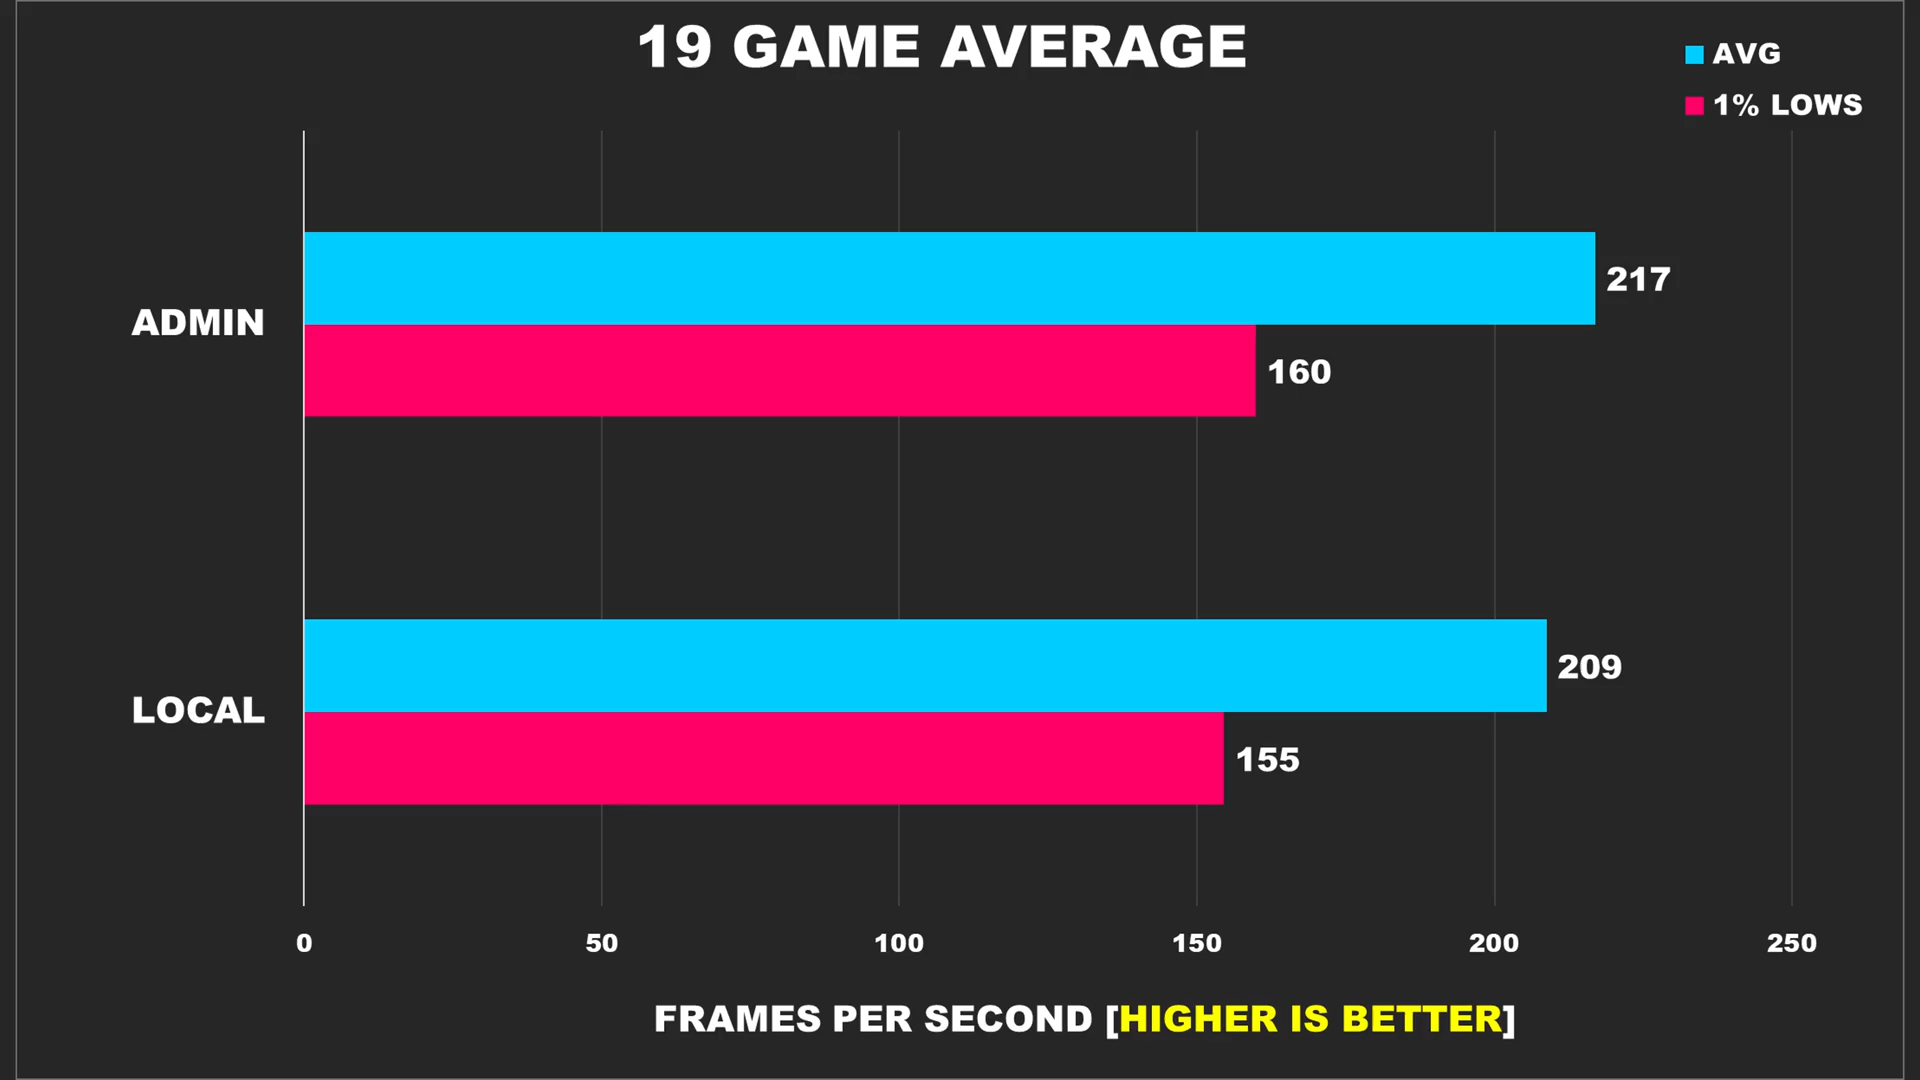 19 GAME AVERAGE
AVG
1% LOWS
ADMIN
217
160
LOCAL
209
155
0 50 100 150 200 250
FRAMES PER SECOND [HIGHER IS BETTER]